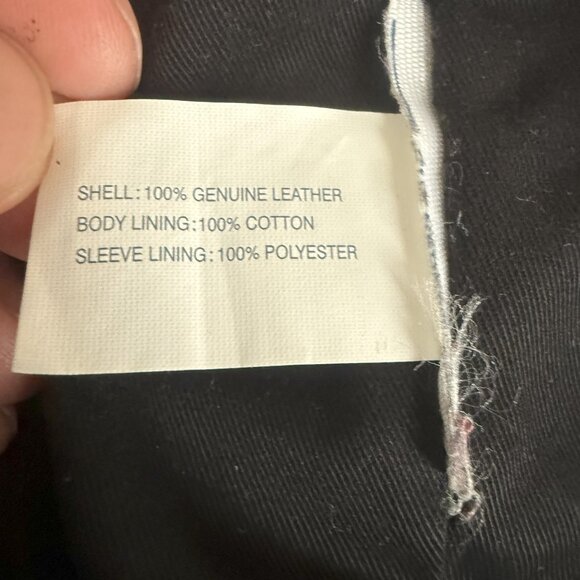 SHELL: 100% GENUINE LEATHER
BODY LINING: 100% COTTON
SLEEVE LINING: 100% POLYESTER